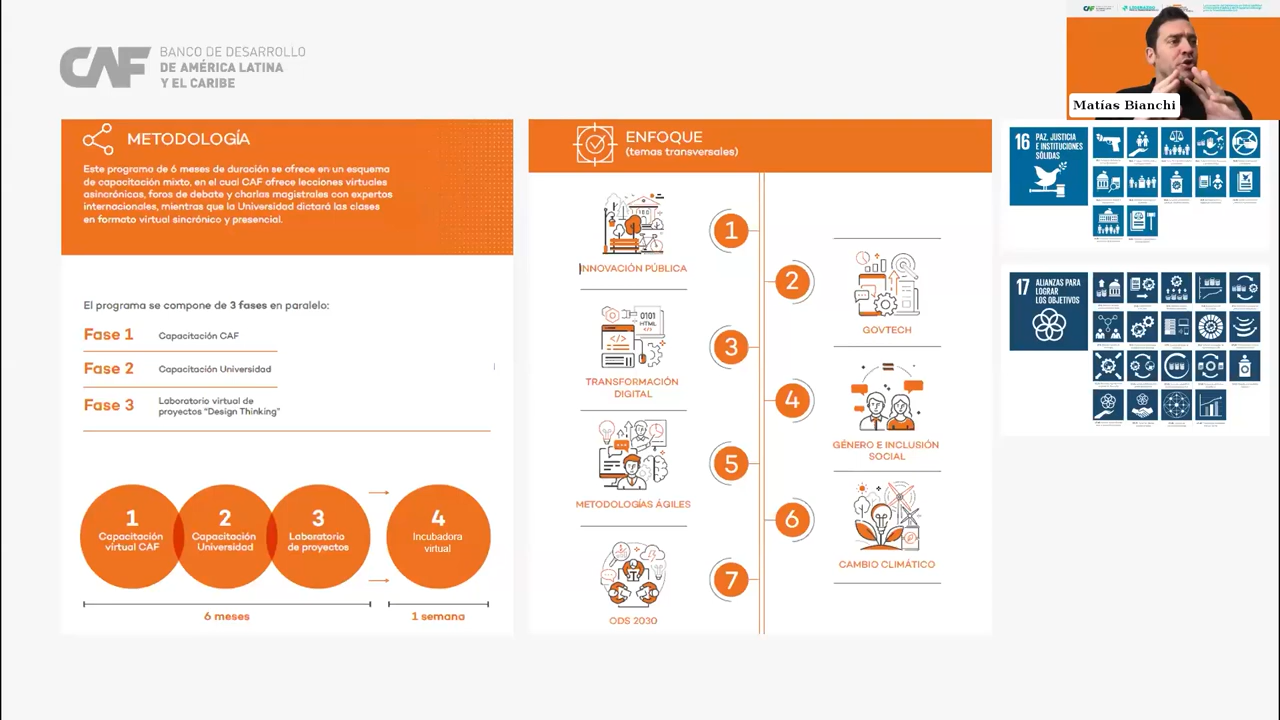 CAF
BANCO DE DESARROLLO
DE AMÉRICA LATINA
Y EL CARIBE
METODOLOGÍA
Este programa de 6 meses de duración se ofrece en un esquema
de capacitación mixto, en el cual CAF ofrece lecciones virtuales
asincrónicos, foros de debate y charlas magistrales con expertos
internacionales, mientras que la Universidad dictará las clases
en formato virtual sincrónico y presencial.
El programa se compone de 3 fases en paralelo:
Fase 1 Capacitación CAF
Fase 2 Capacitación Universidad
Fase 3 Laboratorio virtual de
proyectos “Design Thinking”
1
Capacitación
virtual CAF
2
Capacitación
Universidad
3
Laboratorio
de proyectos
4
Incubadora
virtual
6 meses
1 semana
ENFOQUE
(temas transversales)
1
INNOVACIÓN PÚBLICA
2
GOVTECH
3
0101
HTML
TRANSFORMACIÓN
DIGITAL
4
GÉNERO E INCLUSIÓN
SOCIAL
5
METODOLOGÍAS ÁGILES
6
CAMBIO CLIMÁTICO
7
ODS 2030
CAF
Matías Bianchi
16 PAZ, JUSTICIA
E INSTITUCIONES
SÓLIDAS
17 ALIANZAS PARA
LOGRAR
LOS OBJETIVOS